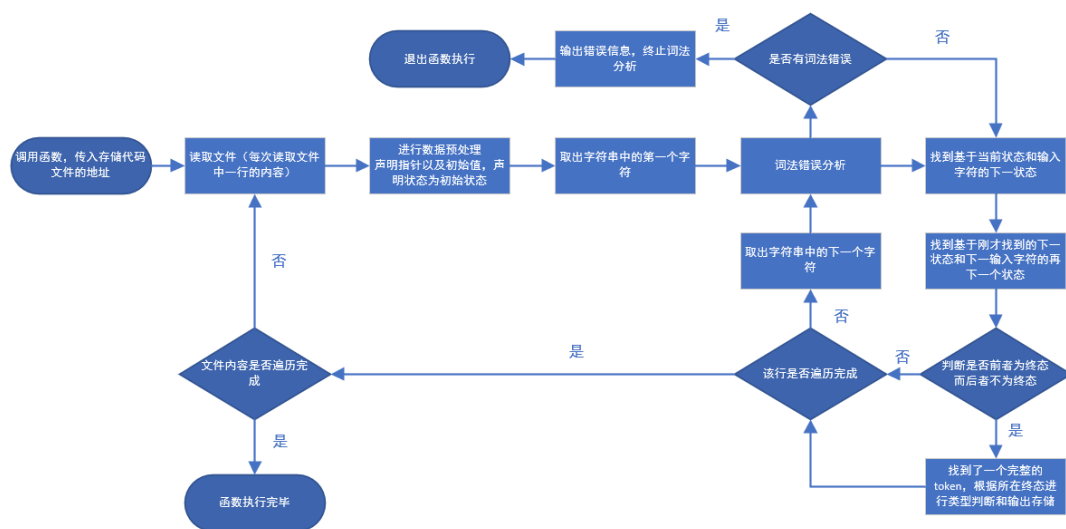 是
否
退出函数执行
输出错误信息，终止词法
分析
是否有词法错误
调用函数，传入存储代码
文件的地址
读取文件（每次读取文件
中一行的内容）
进行数据预处理
声明指针以及初始值，声
明状态为初始状态
取出字符串中的第一个字
符
词法错误分析
找到基于当前状态和输入
字符的下一状态
否
取出字符串中的下一个字
符
找到基于刚才找到的下一
状态和下一输入字符的再
下一个状态
否
是
否
文件内容是否遍历完
成
该行是否遍历完成
判断是否前者为终态
而后者不为终态
是
是
函数执行完毕
找到了一个完整的
token，根据所在终态进
行类型判断和输出存储